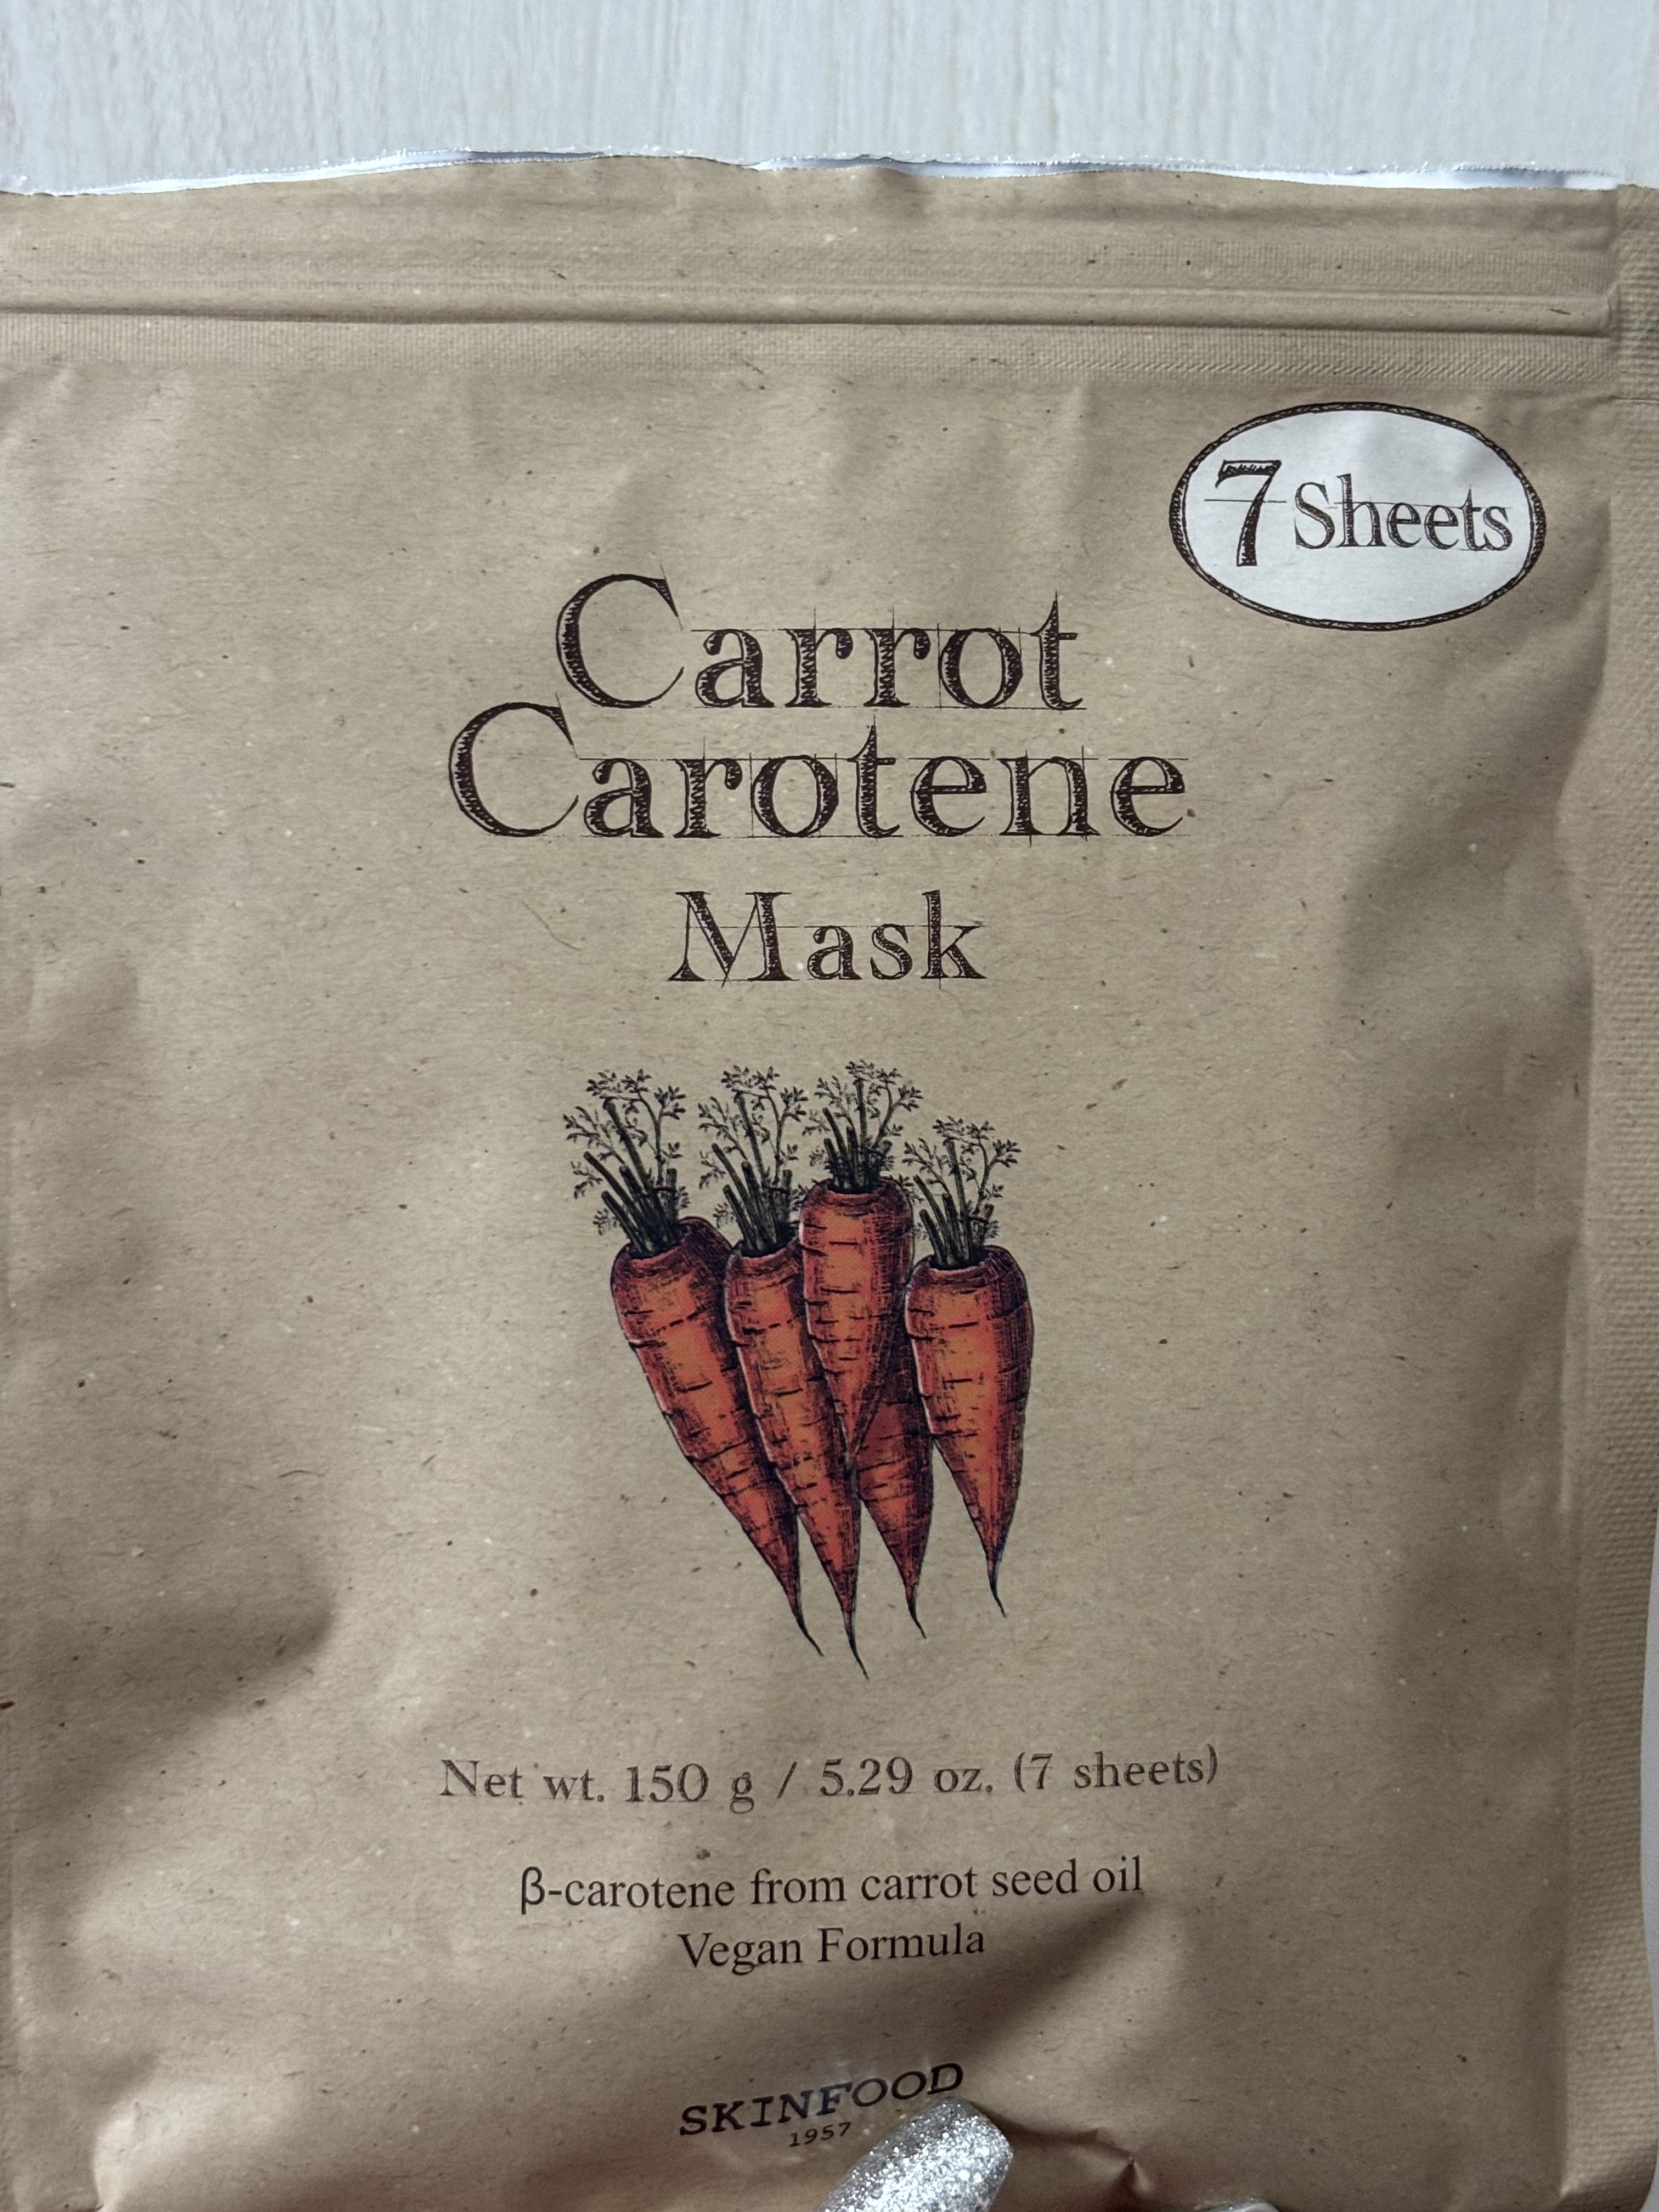 7 Sheets
Carrot
Carotene
Mask
Net wt. 150 g / 5.29 oz. (7 sheets)
β-carotene from carrot seed oil
Vegan Formula
SKINFOOD
1957